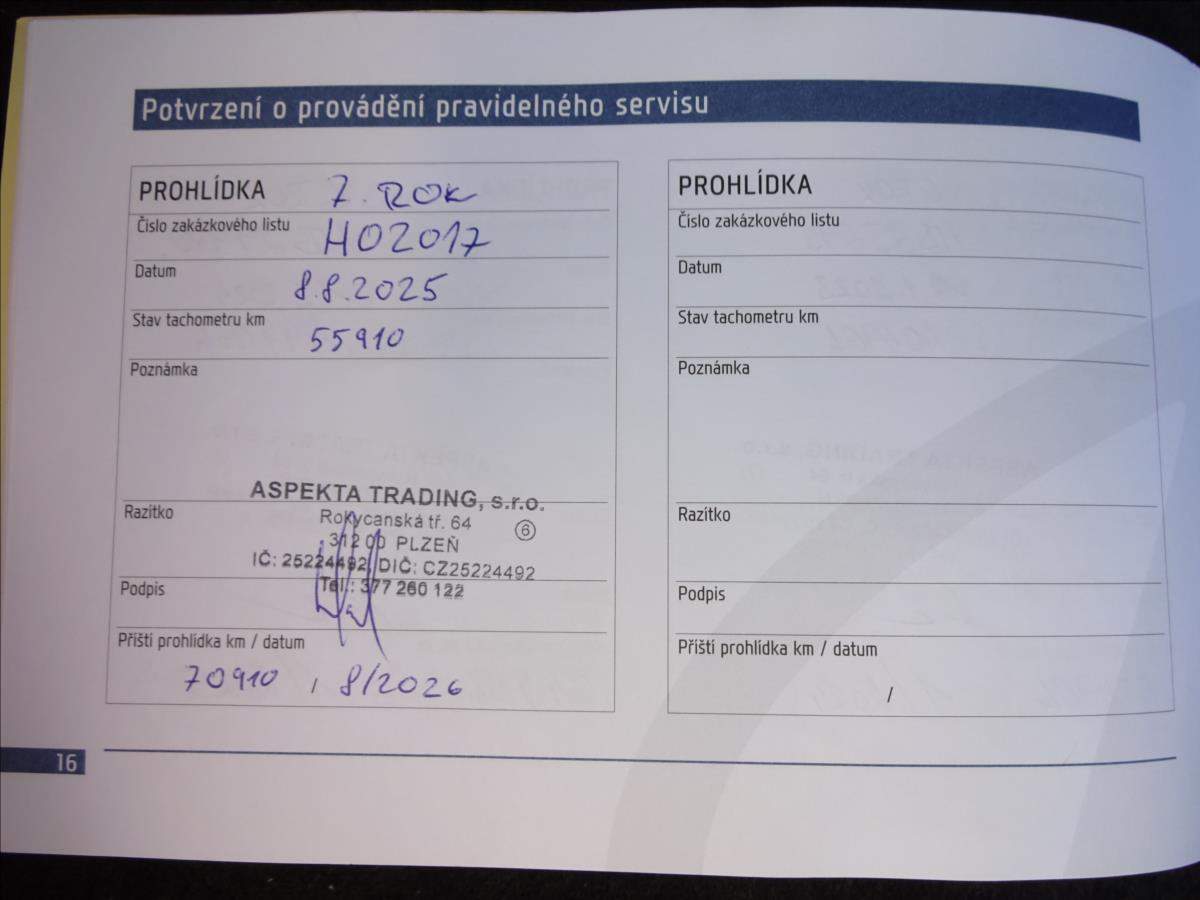 Potvrzení o provádění pravidelného servisu
PROHLÍDKA 7. ROK
Číslo zakázkového listu HO2017
Datum 8.8.2025
Stav tachometru km 55910
Poznámka
ASPEKTA TRADING, s.r.o.
Razítko Rokycanská tř. 64 6
312 00 PLZEŇ
IČ: 25224492, DIČ: CZ25224492
Podpis Tel.: 377 260 122
Příští prohlídka km / datum
70910 / 8/2026
PROHLÍDKA
Číslo zakázkového listu
Datum
Stav tachometru km
Poznámka
Razítko
Podpis
Příští prohlídka km / datum
/
16